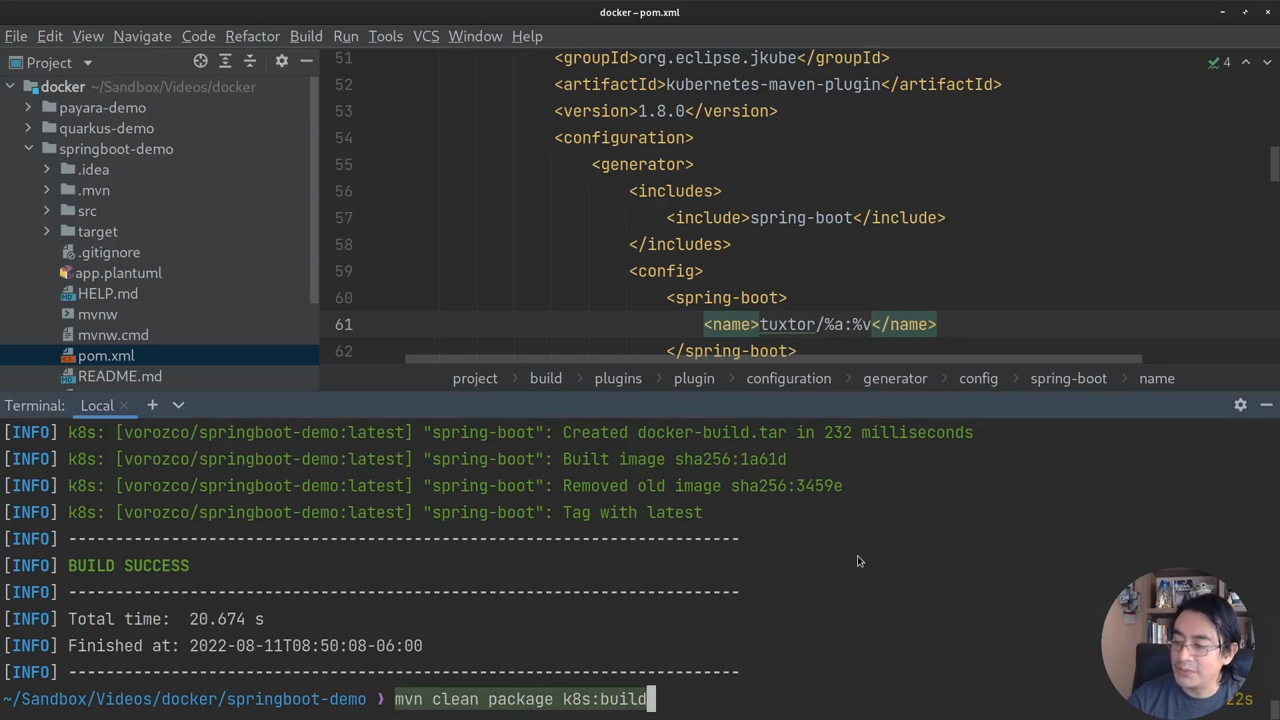 docker – pom.xml
File Edit View Navigate Code Refactor Build Run Tools VCS Window Help
Project
docker ~/Sandbox/Videos/docker
payara-demo
quarkus-demo
springboot-demo
.idea
.mvn
src
target
.gitignore
app.plantuml
HELP.md
mvnw
mvnw.cmd
pom.xml
README.md
51 <groupId>org.eclipse.jkube</groupId>
52 <artifactId>kubernetes-maven-plugin</artifactId>
53 <version>1.8.0</version>
54 <configuration>
55 <generator>
56 <includes>
57 <include>spring-boot</include>
58 </includes>
59 <config>
60 <spring-boot>
61 <name>tuxtor/%a:%v</name>
62 </spring-boot>
4
project build plugins plugin configuration generator config spring-boot name
Terminal: Local
[INFO] k8s: [vorozco/springboot-demo:latest] "spring-boot": Created docker-build.tar in 232 milliseconds
[INFO] k8s: [vorozco/springboot-demo:latest] "spring-boot": Built image sha256:1a61d
[INFO] k8s: [vorozco/springboot-demo:latest] "spring-boot": Removed old image sha256:3459e
[INFO] k8s: [vorozco/springboot-demo:latest] "spring-boot": Tag with latest
[INFO] ------------------------------------------------------------------------
[INFO] BUILD SUCCESS
[INFO] ------------------------------------------------------------------------
[INFO] Total time:  20.674 s
[INFO] Finished at: 2022-08-11T08:50:08-06:00
[INFO] ------------------------------------------------------------------------
~/Sandbox/Videos/docker/springboot-demo ❯ mvn clean package k8s:build 22s